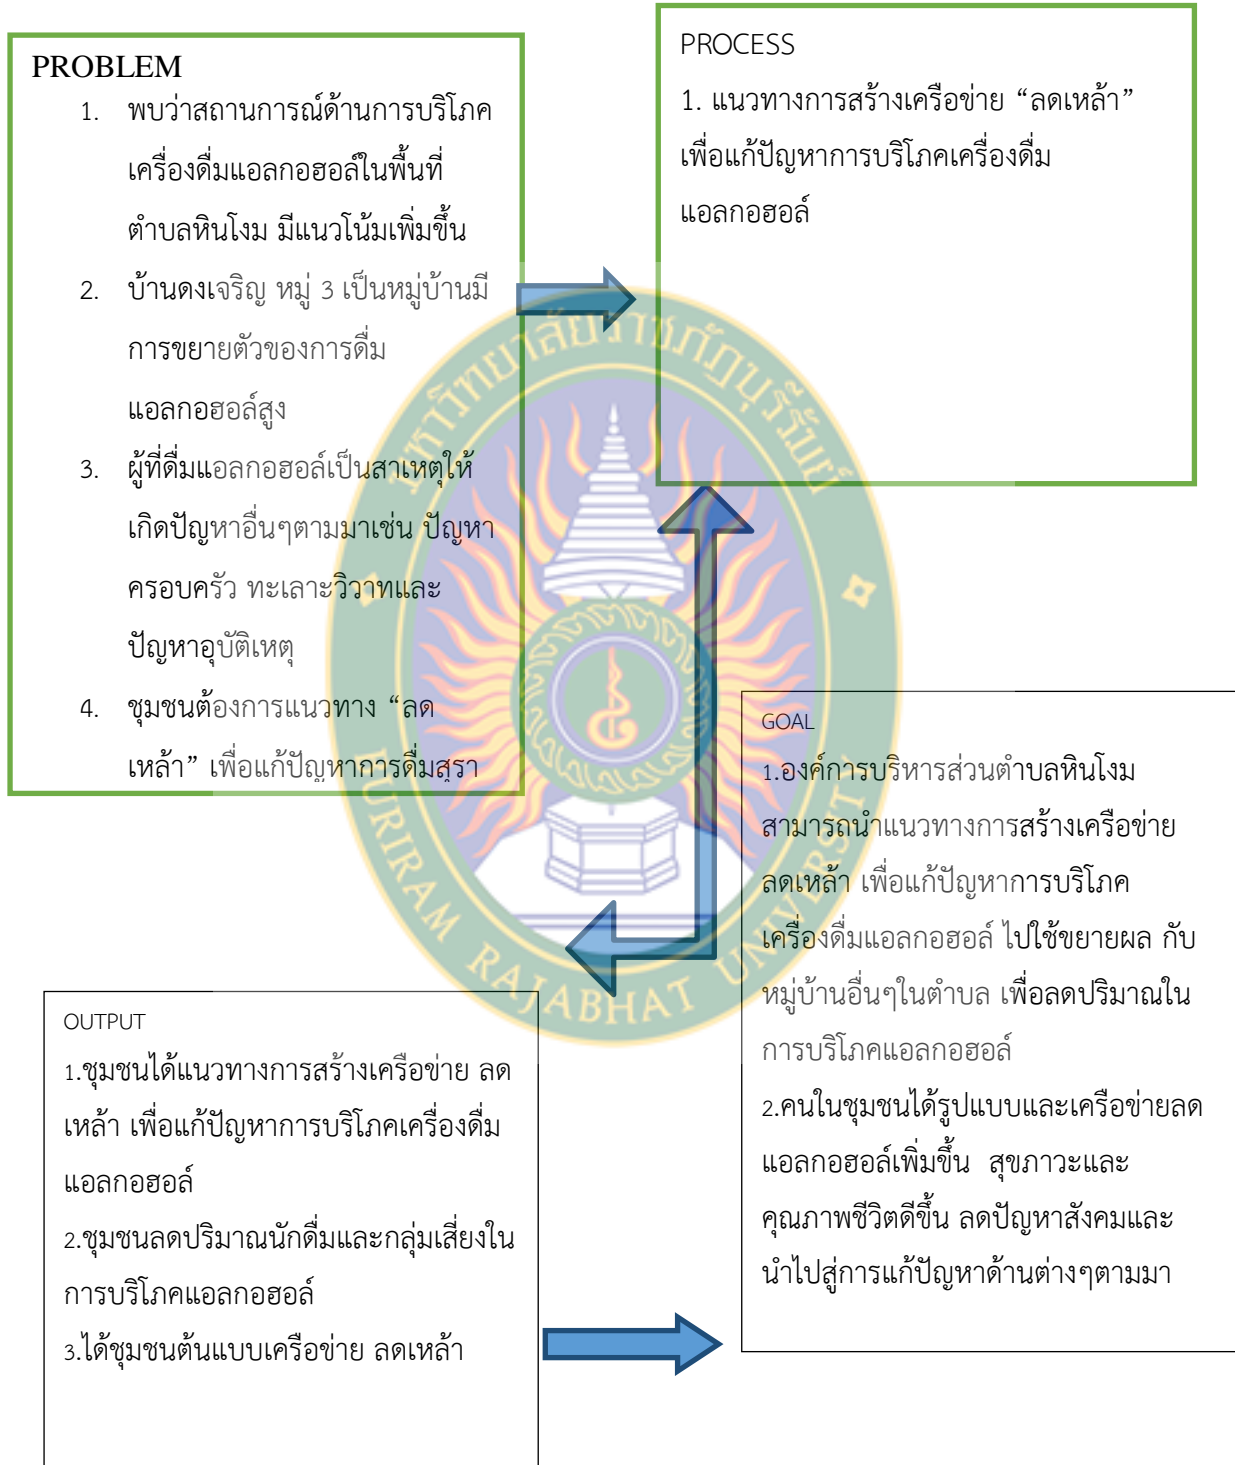 PROBLEM
1. พบว่าสถานการณ์ด้านการบริโภค
เครื่องดื่มแอลกอฮอล์ในพื้นที่
ตำบลหินโงม มีแนวโน้มเพิ่มขึ้น
2. บ้านดงเจริญ หมู่ 3 เป็นหมู่บ้านมี
การขยายตัวของการดื่ม
แอลกอฮอล์สูง
3. ผู้ที่ดื่มแอลกอฮอล์เป็นสาเหตุให้
เกิดปัญหาอื่นๆตามมาเช่น ปัญหา
ครอบครัว ทะเลาะวิวาทและ
ปัญหาอุบัติเหตุ
4. ชุมชนต้องการแนวทาง “ลด
เหล้า” เพื่อแก้ปัญหาการดื่มสุรา
PROCESS
1. แนวทางการสร้างเครือข่าย “ลดเหล้า”
เพื่อแก้ปัญหาการบริโภคเครื่องดื่ม
แอลกอฮอล์
มหาวิทยาลัยราชภัฏบุรีรัมย์
BURIRAM RAJABHAT UNIVERSITY
OUTPUT
1.ชุมชนได้แนวทางการสร้างเครือข่าย ลด
เหล้า เพื่อแก้ปัญหาการบริโภคเครื่องดื่ม
แอลกอฮอล์
2.ชุมชนลดปริมาณนักดื่มและกลุ่มเสี่ยงใน
การบริโภคแอลกอฮอล์
3.ได้ชุมชนต้นแบบเครือข่าย ลดเหล้า
GOAL
1.องค์การบริหารส่วนตำบลหินโงม
สามารถนำแนวทางการสร้างเครือข่าย
ลดเหล้า เพื่อแก้ปัญหาการบริโภค
เครื่องดื่มแอลกอฮอล์ ไปใช้ขยายผล กับ
หมู่บ้านอื่นๆในตำบล เพื่อลดปริมาณใน
การบริโภคแอลกอฮอล์
2.คนในชุมชนได้รูปแบบและเครือข่ายลด
แอลกอฮอล์เพิ่มขึ้น  สุขภาวะและ
คุณภาพชีวิตดีขึ้น ลดปัญหาสังคมและ
นำไปสู่การแก้ปัญหาด้านต่างๆตามมา